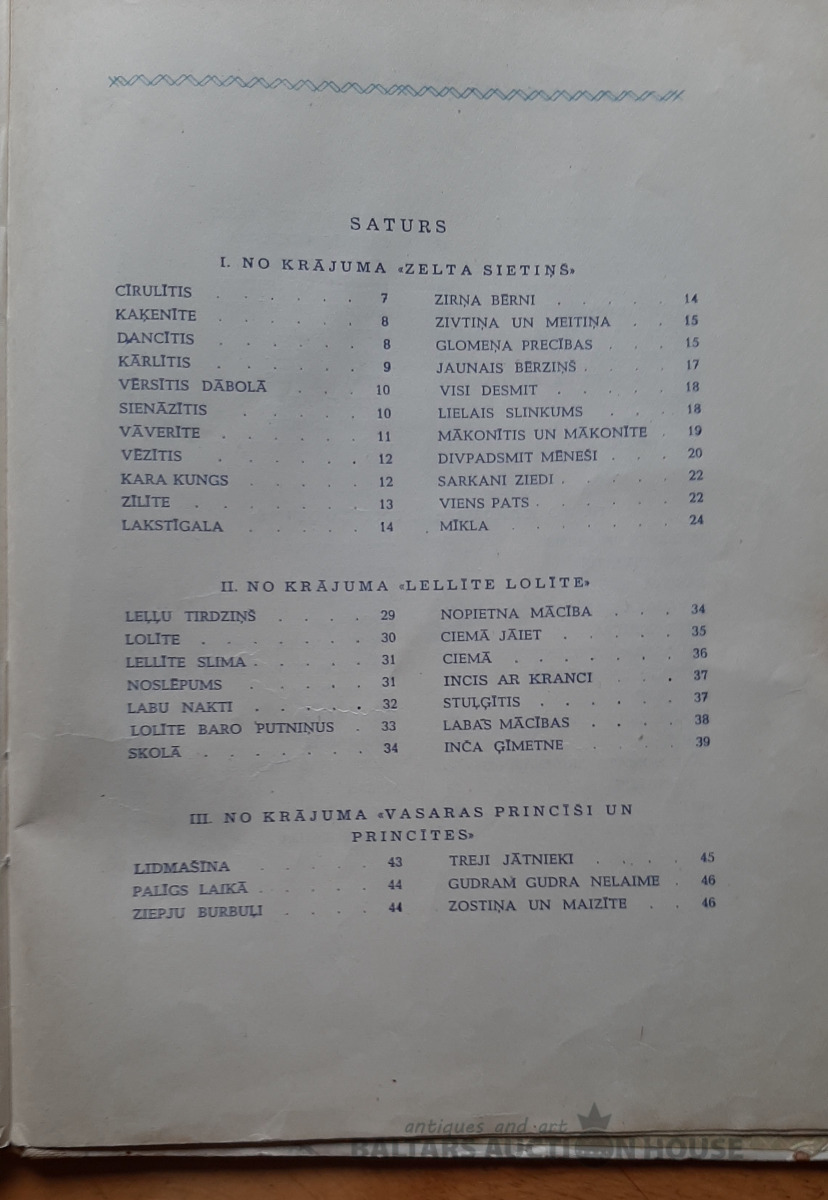 SATURS
I. NO KRĀJUMA «ZELTA SIETIŅŠ»
CĪRULĪTIS . . . . . . 7
KAĶENĪTE . . . . . . 8
DANCĪTIS . . . . . . 8
KĀRLĪTIS . . . . . . 9
VĒRSĪTIS DĀBOLĀ . . . 10
SIENĀZĪTIS . . . . . 10
VĀVERĪTE . . . . . . 11
VĒZĪTIS . . . . . . 12
KARA KUNGS . . . . . 12
ZĪLĪTE . . . . . . . 13
LAKSTĪGALA . . . . . 14
ZIRŅA BĒRNI . . . . . 14
ZIVTIŅA UN MEITIŅA . . 15
GLOMEŅA PRECĪBAS . . . 15
JAUNAIS BĒRZIŅŠ . . . . 17
VISI DESMIT . . . . . 18
LIELAIS SLINKUMS . . . 18
MĀKONĪTIS UN MĀKONĪTE . 19
DIVPADSMIT MĒNEŠI . . . 20
SARKANI ZIEDI . . . . . 22
VIENS PATS . . . . . . 22
MĪKLA . . . . . . . 24
II. NO KRĀJUMA «LELLĪTE LOLĪTE»
LEĻĻU TIRDZIŅŠ . . . . 29
LOLĪTE . . . . . . . 30
LELLĪTE SLIMA . . . . . 31
NOSLĒPUMS . . . . . 31
LABU NAKTI . . . . . 32
LOLĪTE BARO PUTNIŅUS . 33
SKOLĀ . . . . . . . 34
NOPIETNA MĀCĪBA . . . 34
CIEMĀ JĀIET . . . . . 35
CIEMĀ . . . . . . . 36
INCIS AR KRANCI . . . 37
STUĻĢĪTIS . . . . . . 37
LABAS MĀCĪBAS . . . . 38
INČA ĢĪMETNE . . . . 39
III. NO KRĀJUMA «VASARAS PRINCĪŠI UN
PRINCĪTES»
LIDMAŠĪNA . . . . . 43
PALĪGS LAIKĀ . . . . . 44
ZIEPJU BURBUĻI . . . . 44
TREJI JĀTNIEKI . . . . 45
GUDRAM GUDRA NELAIME . 46
ZOSTIŅA UN MAIZĪTE . . 46
antiques and art
BALTARS AUCTION HOUSE